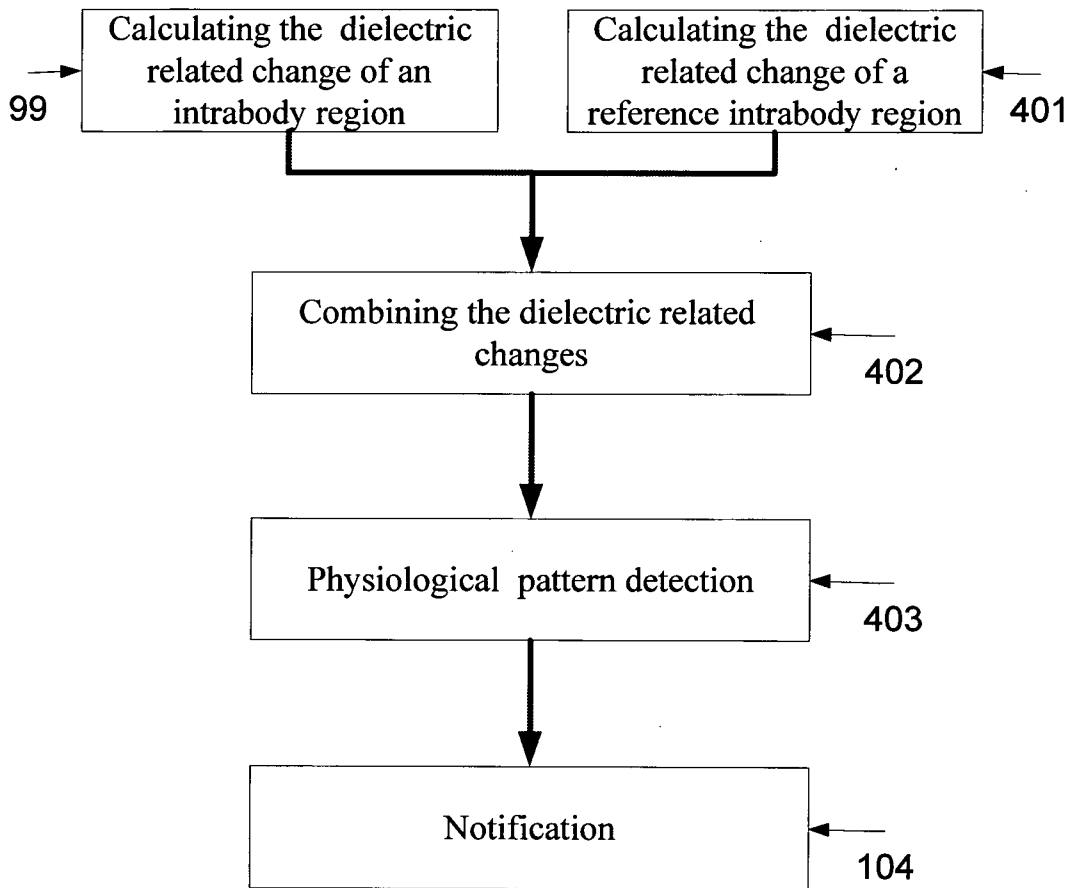 Calculating the dielectric
related change of an
intrabody region
99
Calculating the dielectric
related change of a
reference intrabody region
401
Combining the dielectric related
changes
402
Physiological pattern detection
403
Notification
104